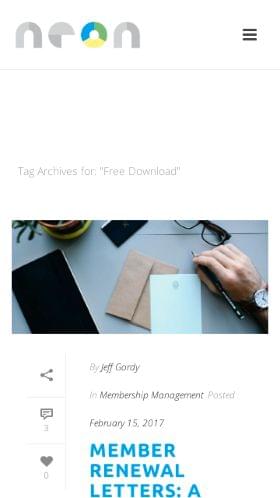 neon
Tag Archives for: "Free Download"
By Jeff Gordy
In Membership Management Posted
February 15, 2017
3
0
MEMBER
RENEWAL
LETTERS: A